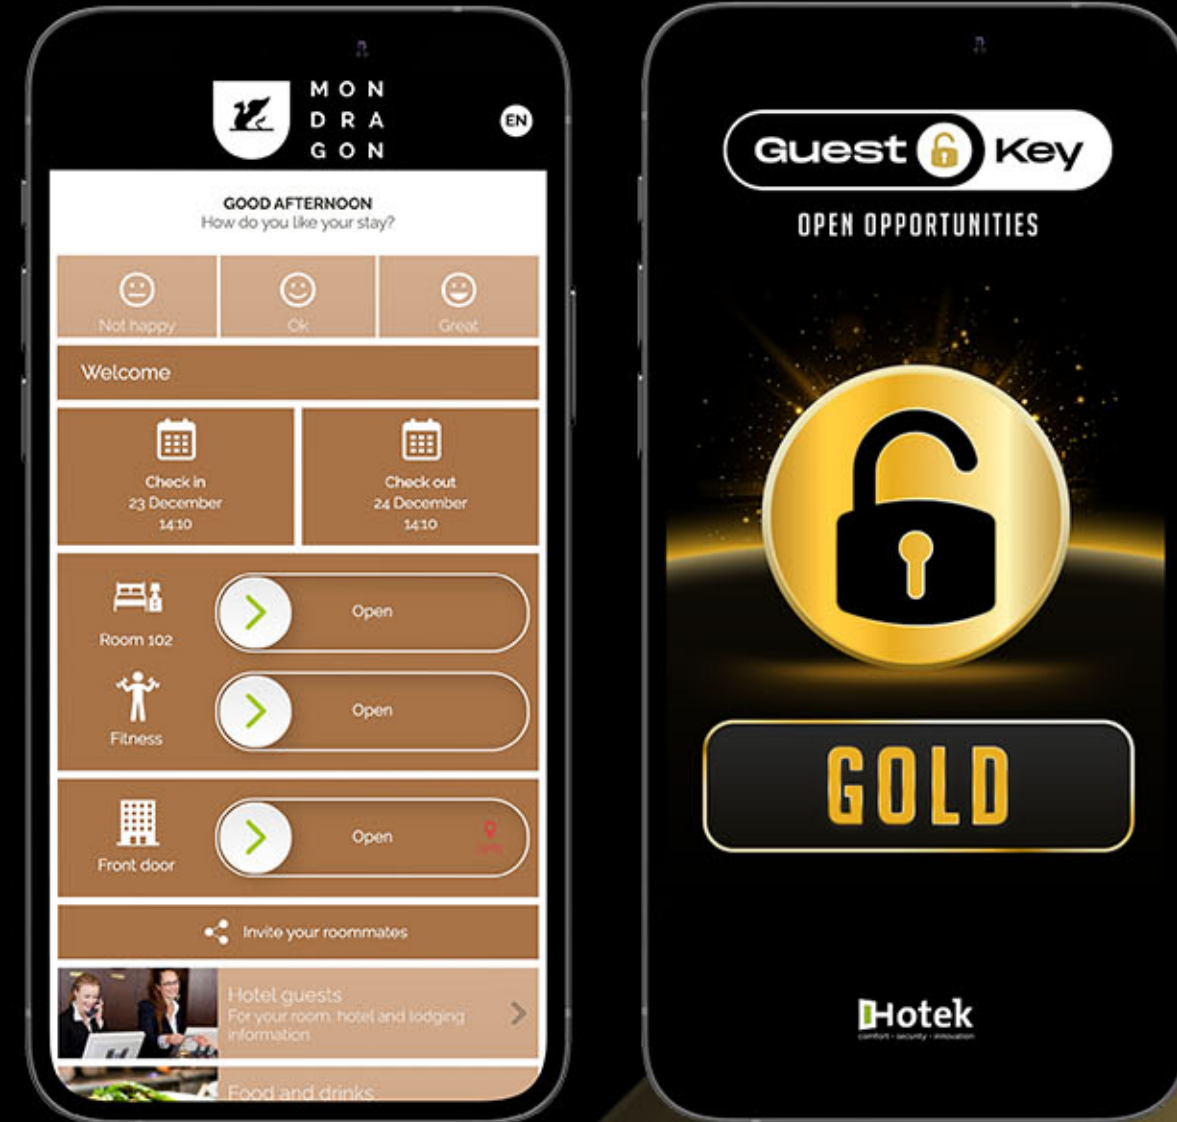 MON
DRA
GON
EN
GOOD AFTERNOON
How do you like your stay?
Not happy
Ok
Great
Welcome
Check in
23 December
14:10
Check out
24 December
14:10
Room 102
Open
Fitness
Open
Front door
Open
Invite your roommates
Hotel guests
For your room, hotel and lodging
information
Food and drinks
Guest Key
OPEN OPPORTUNITIES
GOLD
Hotek
comfort - security - innovation